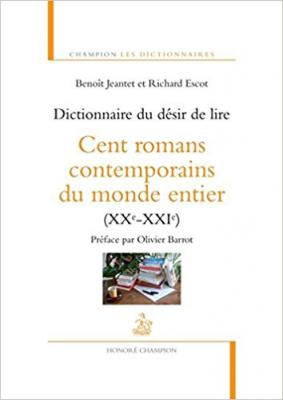 CHAMPION LES DICTIONNAIRES
Benoît Jeantet et Richard Escot
Dictionnaire du désir de lire
Cent romans
contemporains
du monde entier
(XXe-XXIe)
Préface par Olivier Barrot
HONORÉ CHAMPION